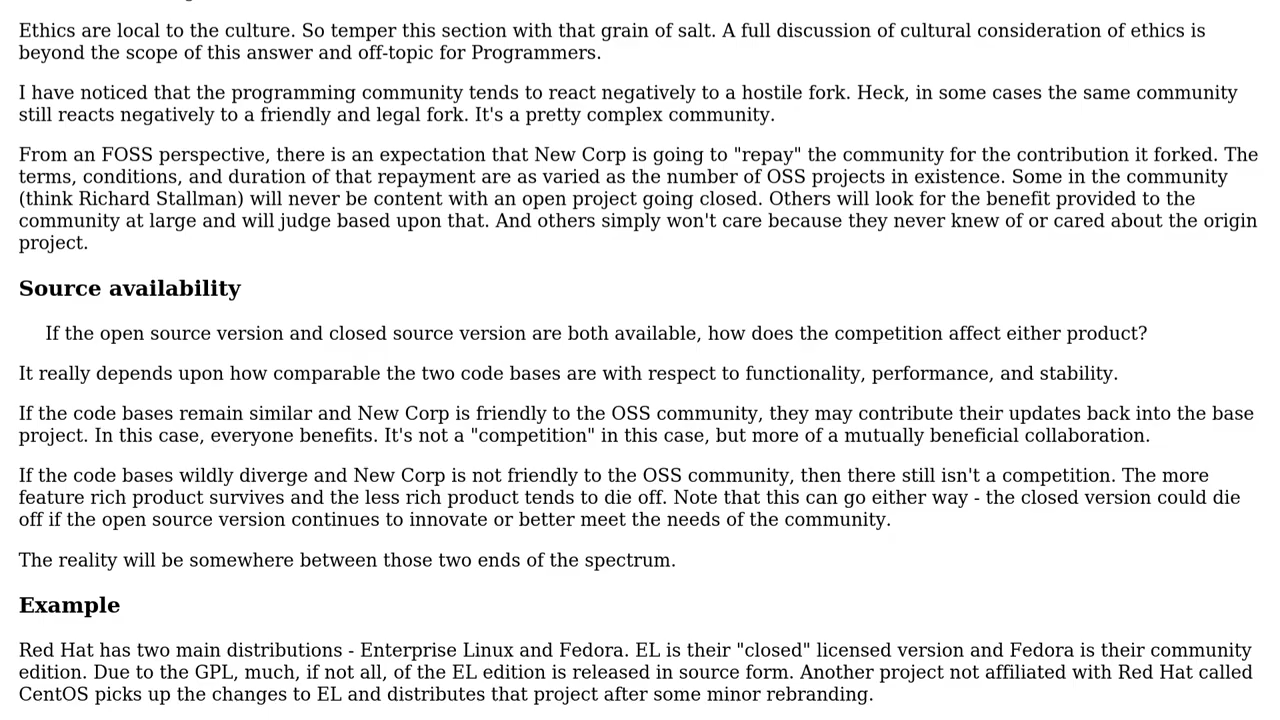 Ethics are local to the culture. So temper this section with that grain of salt. A full discussion of cultural consideration of ethics is
beyond the scope of this answer and off-topic for Programmers.
I have noticed that the programming community tends to react negatively to a hostile fork. Heck, in some cases the same community
still reacts negatively to a friendly and legal fork. It's a pretty complex community.
From an FOSS perspective, there is an expectation that New Corp is going to "repay" the community for the contribution it forked. The
terms, conditions, and duration of that repayment are as varied as the number of OSS projects in existence. Some in the community
(think Richard Stallman) will never be content with an open project going closed. Others will look for the benefit provided to the
community at large and will judge based upon that. And others simply won't care because they never knew of or cared about the origin
project.
Source availability
If the open source version and closed source version are both available, how does the competition affect either product?
It really depends upon how comparable the two code bases are with respect to functionality, performance, and stability.
If the code bases remain similar and New Corp is friendly to the OSS community, they may contribute their updates back into the base
project. In this case, everyone benefits. It's not a "competition" in this case, but more of a mutually beneficial collaboration.
If the code bases wildly diverge and New Corp is not friendly to the OSS community, then there still isn't a competition. The more
feature rich product survives and the less rich product tends to die off. Note that this can go either way - the closed version could die
off if the open source version continues to innovate or better meet the needs of the community.
The reality will be somewhere between those two ends of the spectrum.
Example
Red Hat has two main distributions - Enterprise Linux and Fedora. EL is their "closed" licensed version and Fedora is their community
edition. Due to the GPL, much, if not all, of the EL edition is released in source form. Another project not affiliated with Red Hat called
CentOS picks up the changes to EL and distributes that project after some minor rebranding.